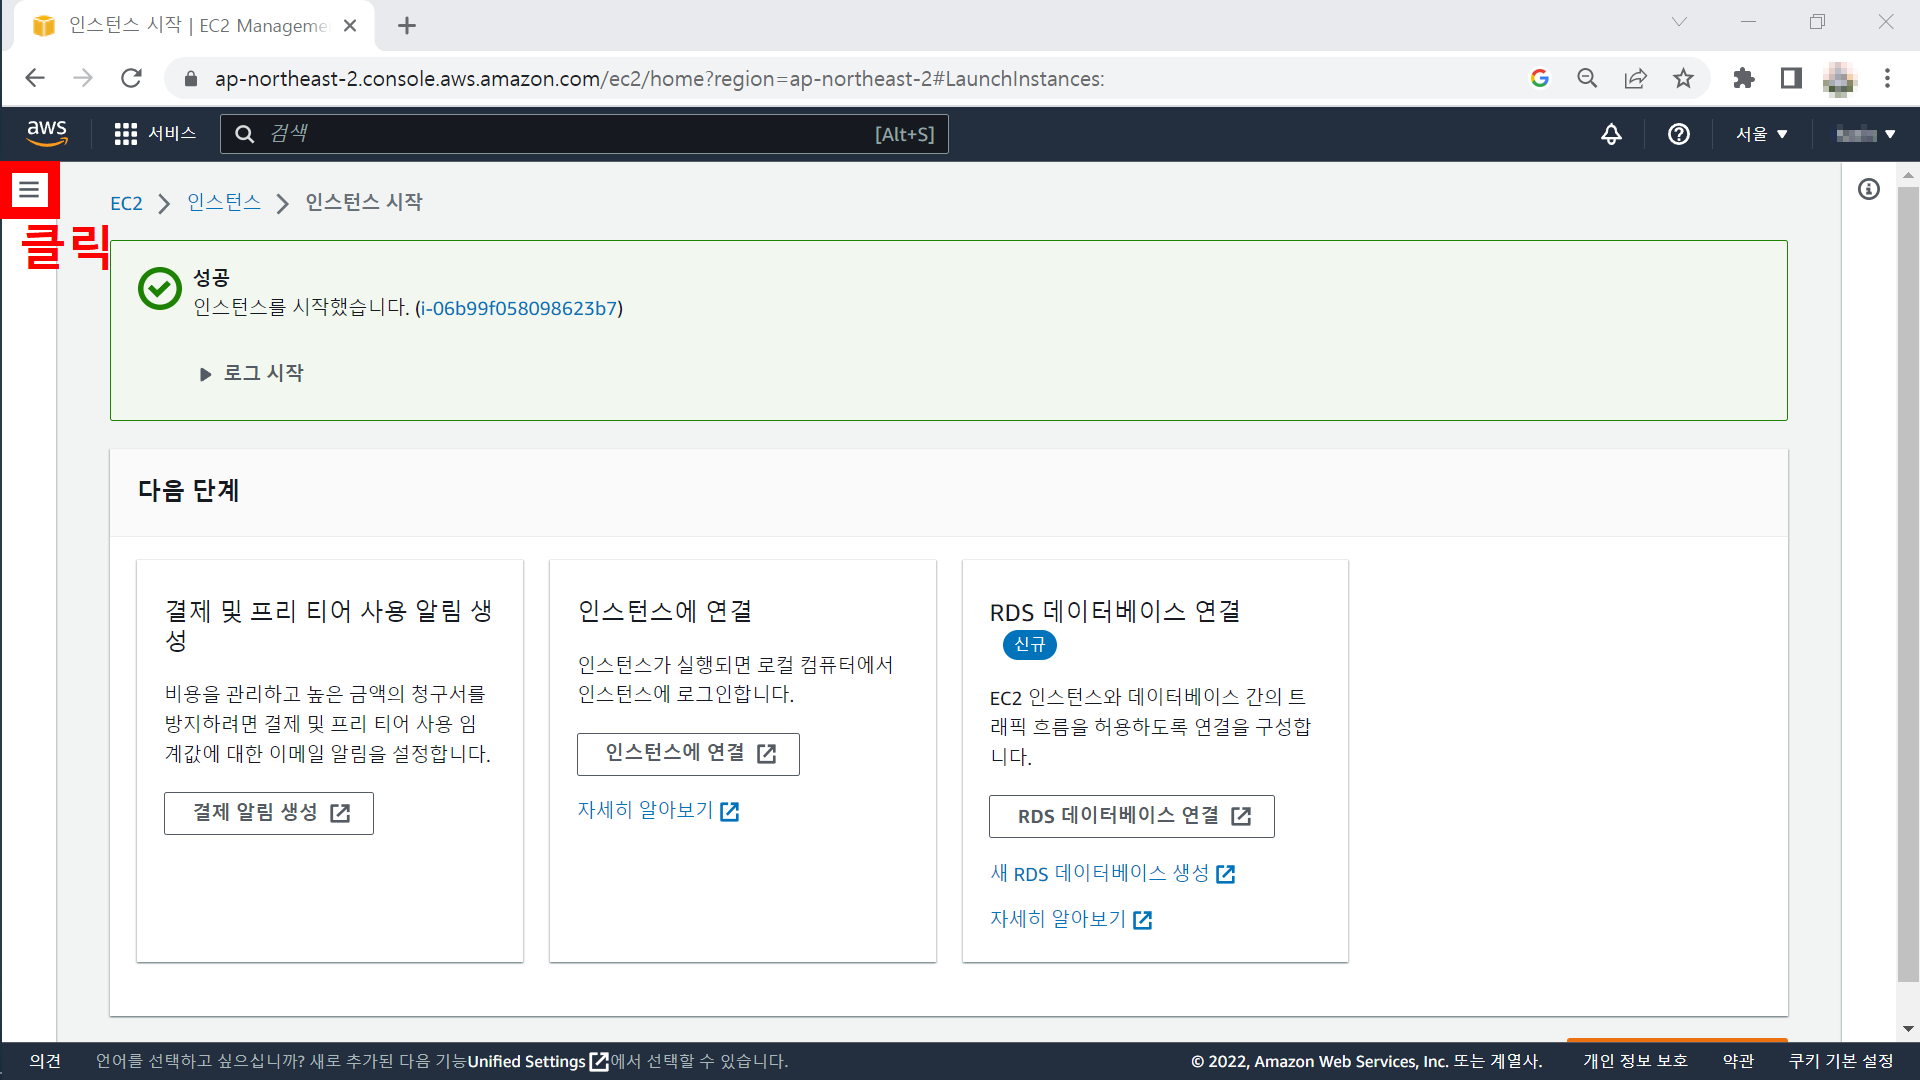 인스턴스 시작 | EC2 Manageme
ap-northeast-2.console.aws.amazon.com/ec2/home?region=ap-northeast-2#LaunchInstances:
aws 서비스 검색 [Alt+S] 서울
클릭
EC2 인스턴스 인스턴스 시작
성공
인스턴스를 시작했습니다. (i-06b99f058098623b7)
로그 시작
다음 단계
결제 및 프리 티어 사용 알림 생
성
비용을 관리하고 높은 금액의 청구서를
방지하려면 결제 및 프리 티어 사용 임
계값에 대한 이메일 알림을 설정합니다.
결제 알림 생성
인스턴스에 연결
인스턴스가 실행되면 로컬 컴퓨터에서
인스턴스에 로그인합니다.
인스턴스에 연결
자세히 알아보기
RDS 데이터베이스 연결
신규
EC2 인스턴스와 데이터베이스 간의 트
래픽 흐름을 허용하도록 연결을 구성합
니다.
RDS 데이터베이스 연결
새 RDS 데이터베이스 생성
자세히 알아보기
의견 언어를 선택하고 싶으십니까? 새로 추가된 다음 기능Unified Settings에서 선택할 수 있습니다. © 2022, Amazon Web Services, Inc. 또는 계열사. 개인 정보 보호 약관 쿠키 기본 설정